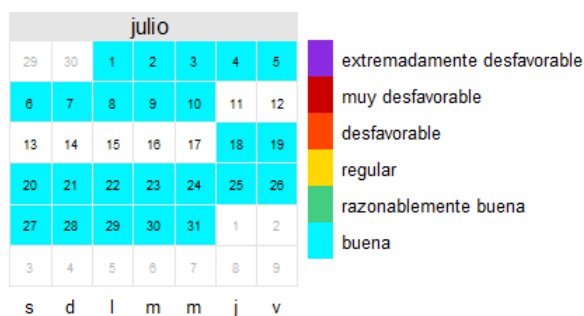 julio
29 30 1 2 3 4 5
6 7 8 9 10 11 12
13 14 15 16 17 18 19
20 21 22 23 24 25 26
27 28 29 30 31 1 2
3 4 5 6 7 8 9
s d l m m j v
extremadamente desfavorable
muy desfavorable
desfavorable
regular
razonablemente buena
buena